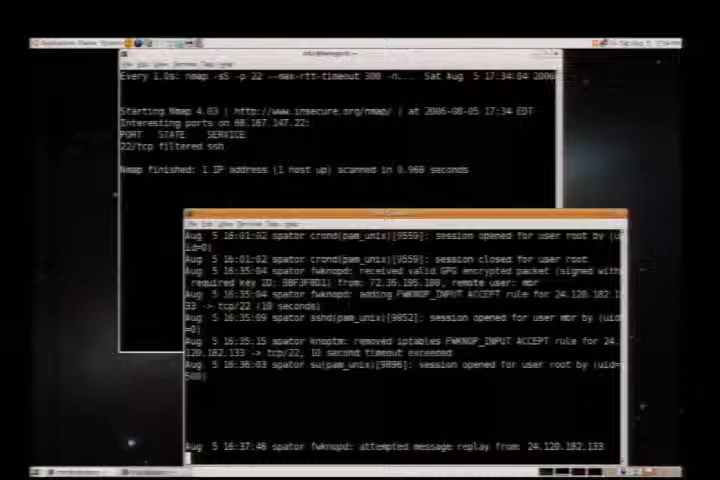 Every 1.0s: nmap -sS -p 22 --max-rtt-timeout 300 -n... Sat Aug 5 17:34:04 2006
Starting Nmap 4.03 ( http://www.insecure.org/nmap/ ) at 2006-08-05 17:34 EDT
Interesting ports on 68.167.147.22:
PORT STATE SERVICE
22/tcp filtered ssh
Nmap finished: 1 IP address (1 host up) scanned in 0.960 seconds
Aug 5 16:01:02 spator crond(pam_unix)[9559]: session opened for user root by (u
id=0)
Aug 5 16:01:02 spator crond(pam_unix)[9559]: session closed for user root
Aug 5 16:35:04 spator fwknopd: received valid GPG encrypted packet (signed with
required key ID: from: remote user: mbr
Aug 5 16:35:04 spator fwknopd: adding FWKNOP_INPUT ACCEPT rule for 24.120.182.1
33 -> tcp/22 (10 seconds)
Aug 5 16:35:09 spator sshd(pam_unix)[9852]: session opened for user mbr by (uid
=0)
Aug 5 16:35:15 spator knoptm: removed iptables FWKNOP_INPUT ACCEPT rule for 24.
120.182.133 -> tcp/22, 10 second timeout exceeded
Aug 5 16:36:03 spator su(pam_unix)[9896]: session opened for user root by (uid=
500)
Aug 5 16:37:46 spator fwknopd: attempted message replay from: 24.120.182.133